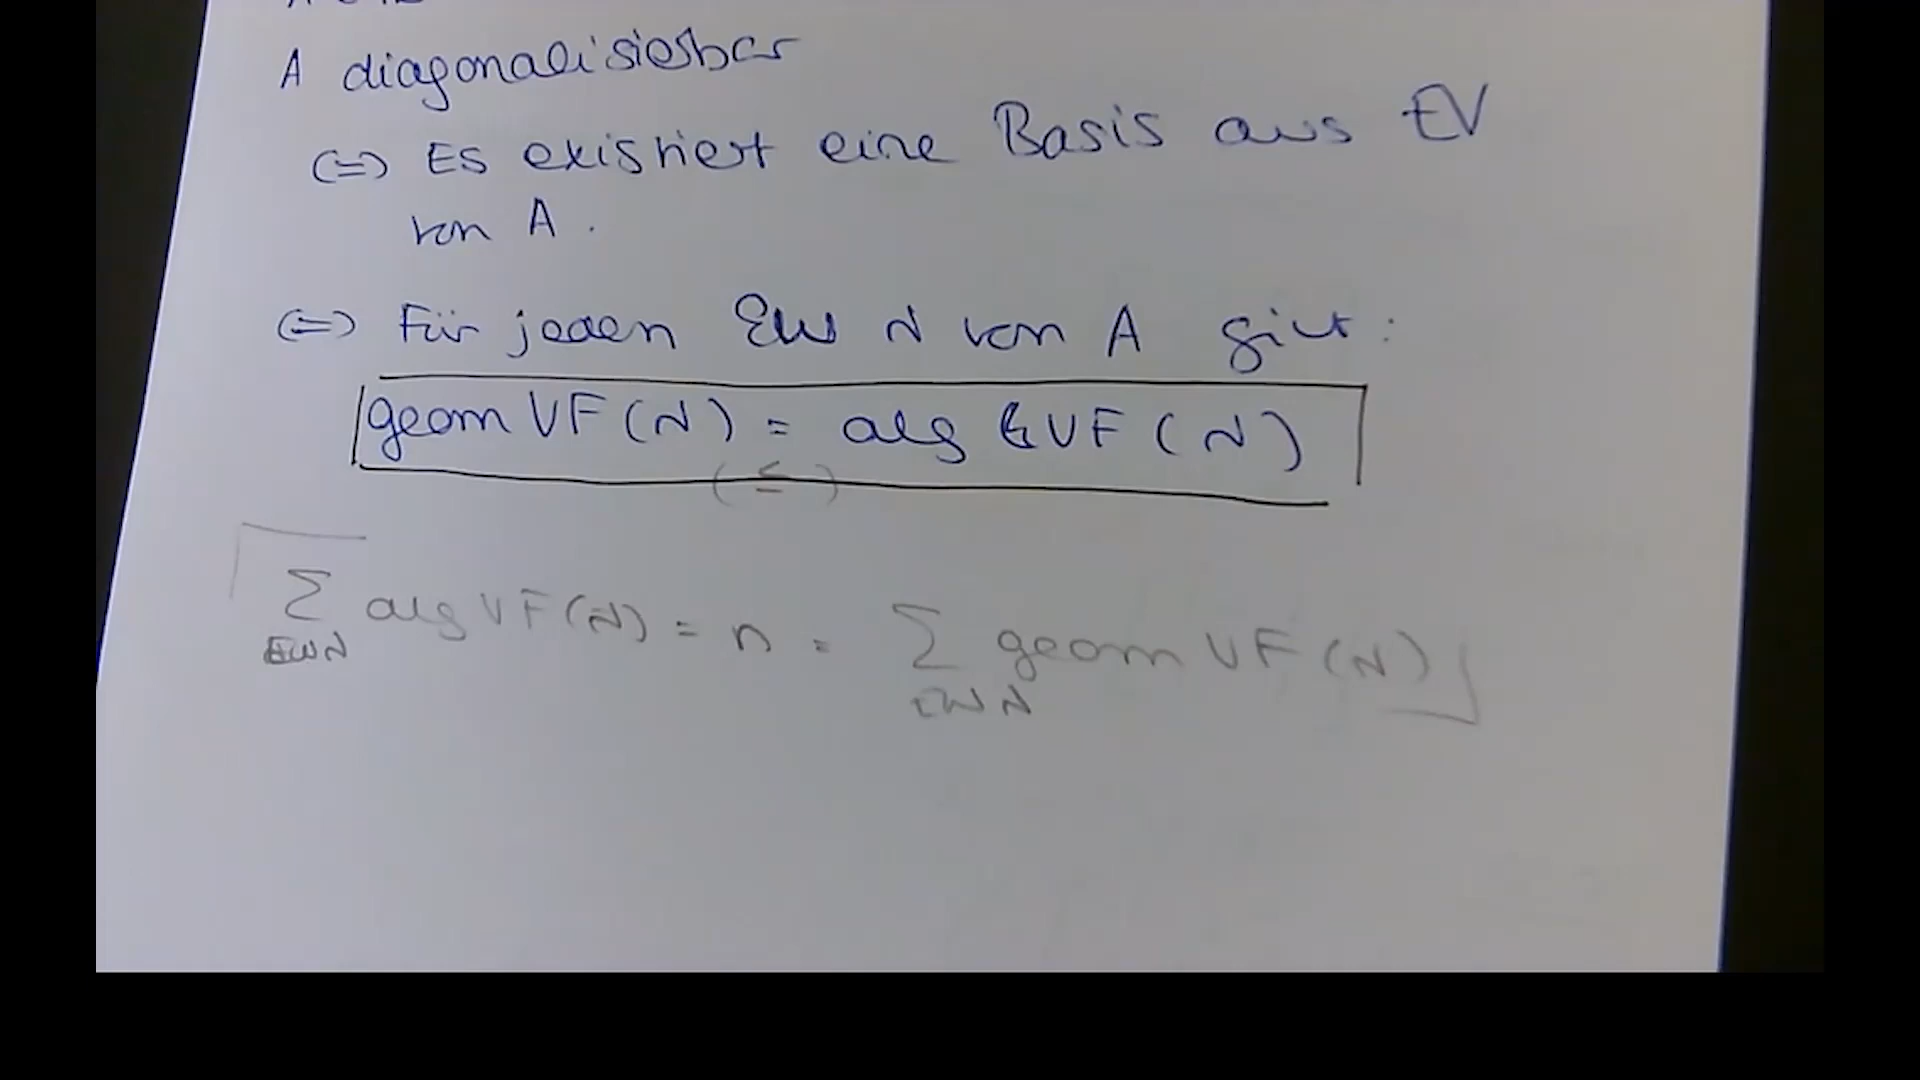 A diagonalisierbar
(=) Es existiert eine Basis aus EV
von A.
(=) Für jeden EW λ von A gilt:
geom VF (λ) = alg VF (λ)
( ≤ )
∑ alg VF (λ) = n = ∑ geom VF (λ)
EW λ EW λ